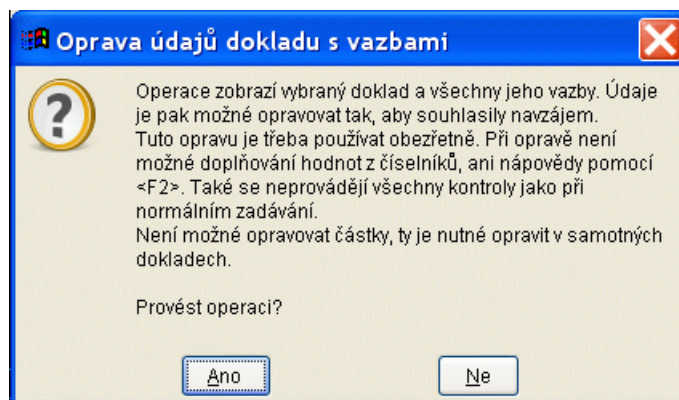 Oprava údajů dokladu s vazbami
Operace zobrazí vybraný doklad a všechny jeho vazby. Údaje
je pak možné opravovat tak, aby souhlasily navzájem.
Tuto opravu je třeba používat obezřetně. Při opravě není
možné doplňování hodnot z číselníků, ani nápovědy pomocí
<F2>. Také se neprovádějí všechny kontroly jako při
normálním zadávání.
Není možné opravovat částky, ty je nutné opravit v samotných
dokladech.
Provést operaci?
Ano
Ne